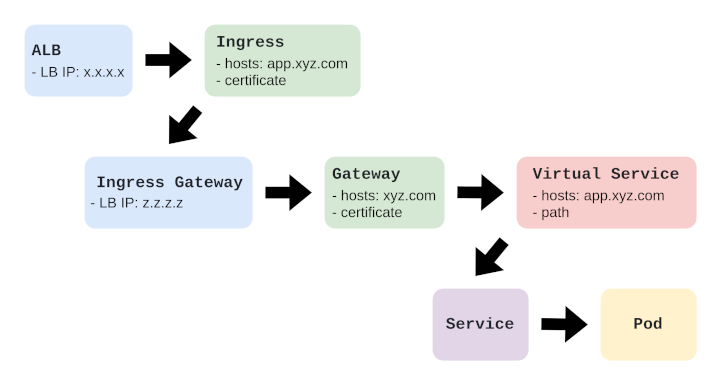 ALB
- LB IP: x.x.x.x
Ingress
- hosts: app.xyz.com
- certificate
Ingress Gateway
- LB IP: z.z.z.z
Gateway
- hosts: xyz.com
- certificate
Virtual Service
- hosts: app.xyz.com
- path
Service
Pod